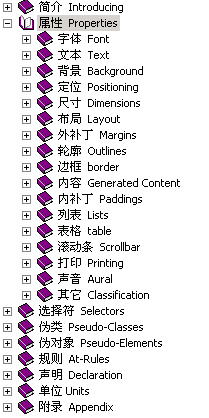 简介 Introducing
属性 Properties
字体 Font
文本 Text
背景 Background
定位 Positioning
尺寸 Dimensions
布局 Layout
外补丁 Margins
轮廓 Outlines
边框 border
内容 Generated Content
内补丁 Paddings
列表 Lists
表格 table
滚动条 Scrollbar
打印 Printing
声音 Aural
其它 Classification
选择符 Selectors
伪类 Pseudo-Classes
伪对象 Pseudo-Elements
规则 At-Rules
声明 Declaration
单位 Units
附录 Appendix